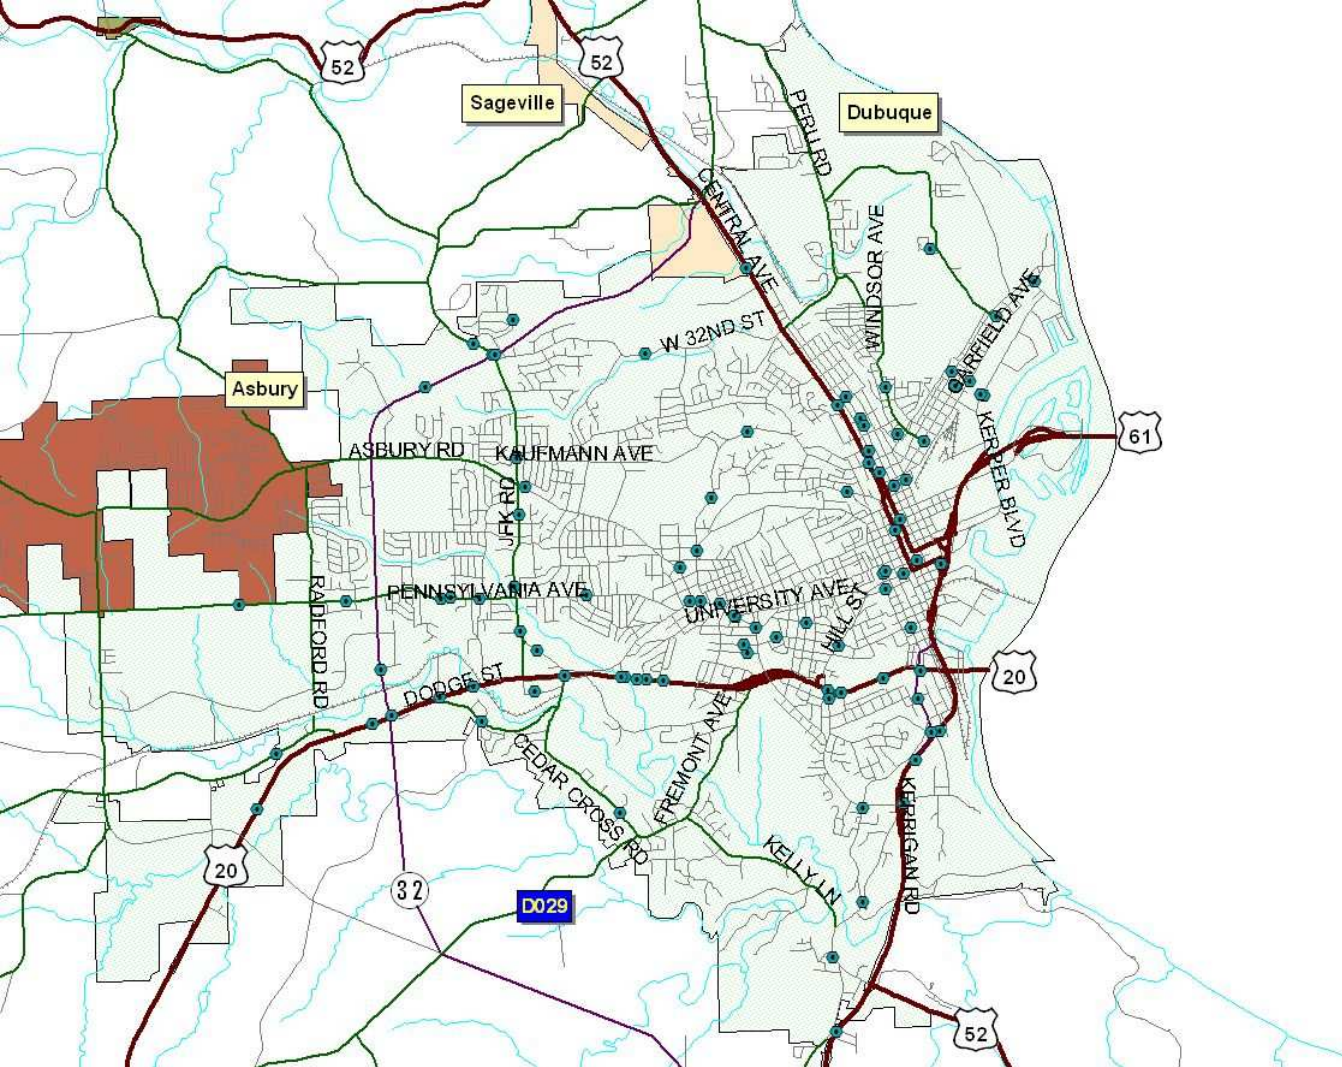 52
52
Sageville
Dubuque
PERU RD
CENTRAL AVE
WINDSOR AVE
GARFIELD AVE
W 32ND ST
Asbury
ASBURY RD
KAUFMANN AVE
61
KERPER BLVD
JFK RD
RADFORD RD
PENNSYLVANIA AVE
UNIVERSITY AVE
HILL ST
20
DODGE ST
CEDAR CROSS RD
FREMONT AVE
KERRIGAN RD
KELLY LN
20
32
D029
52